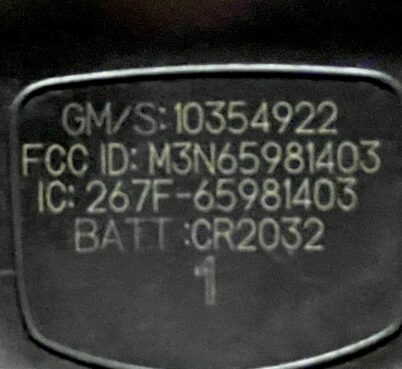 GM/S:10354922
FCC ID: M3N65981403
IC: 267F-65981403
BATT:CR2032
1